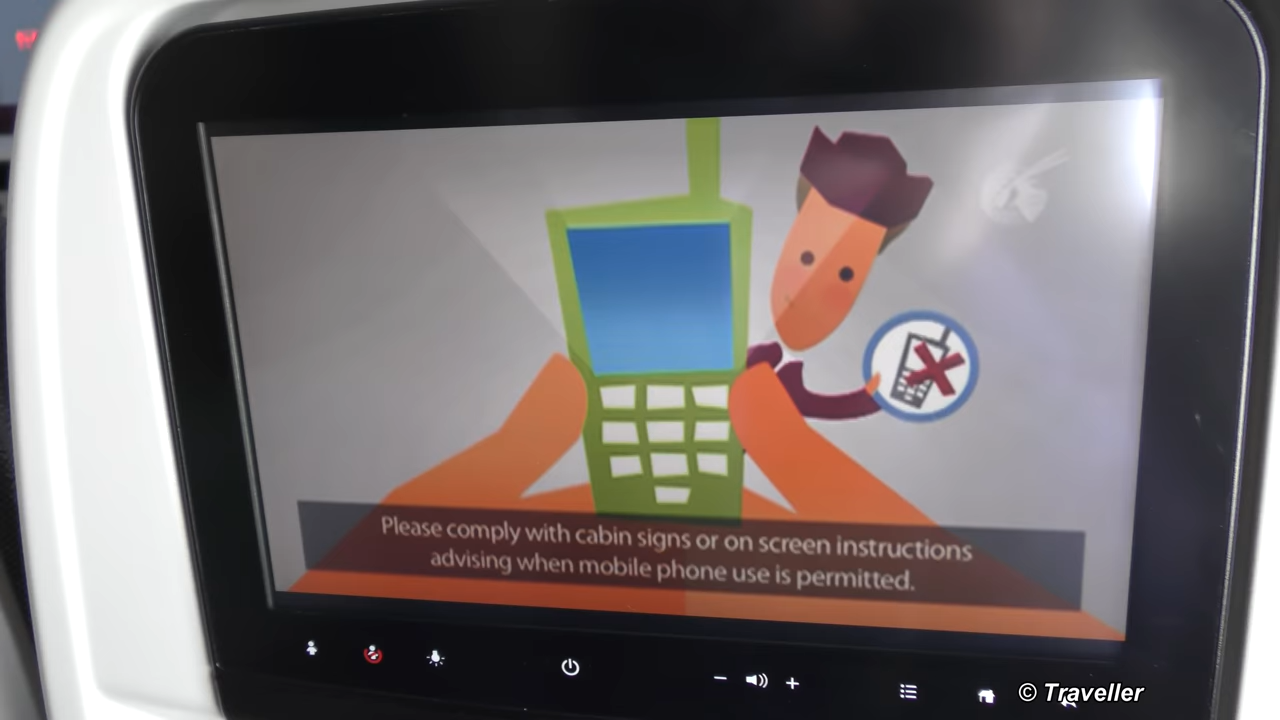 Please comply with cabin signs or on screen instructions
advising when mobile phone use is permitted.
© Traveller